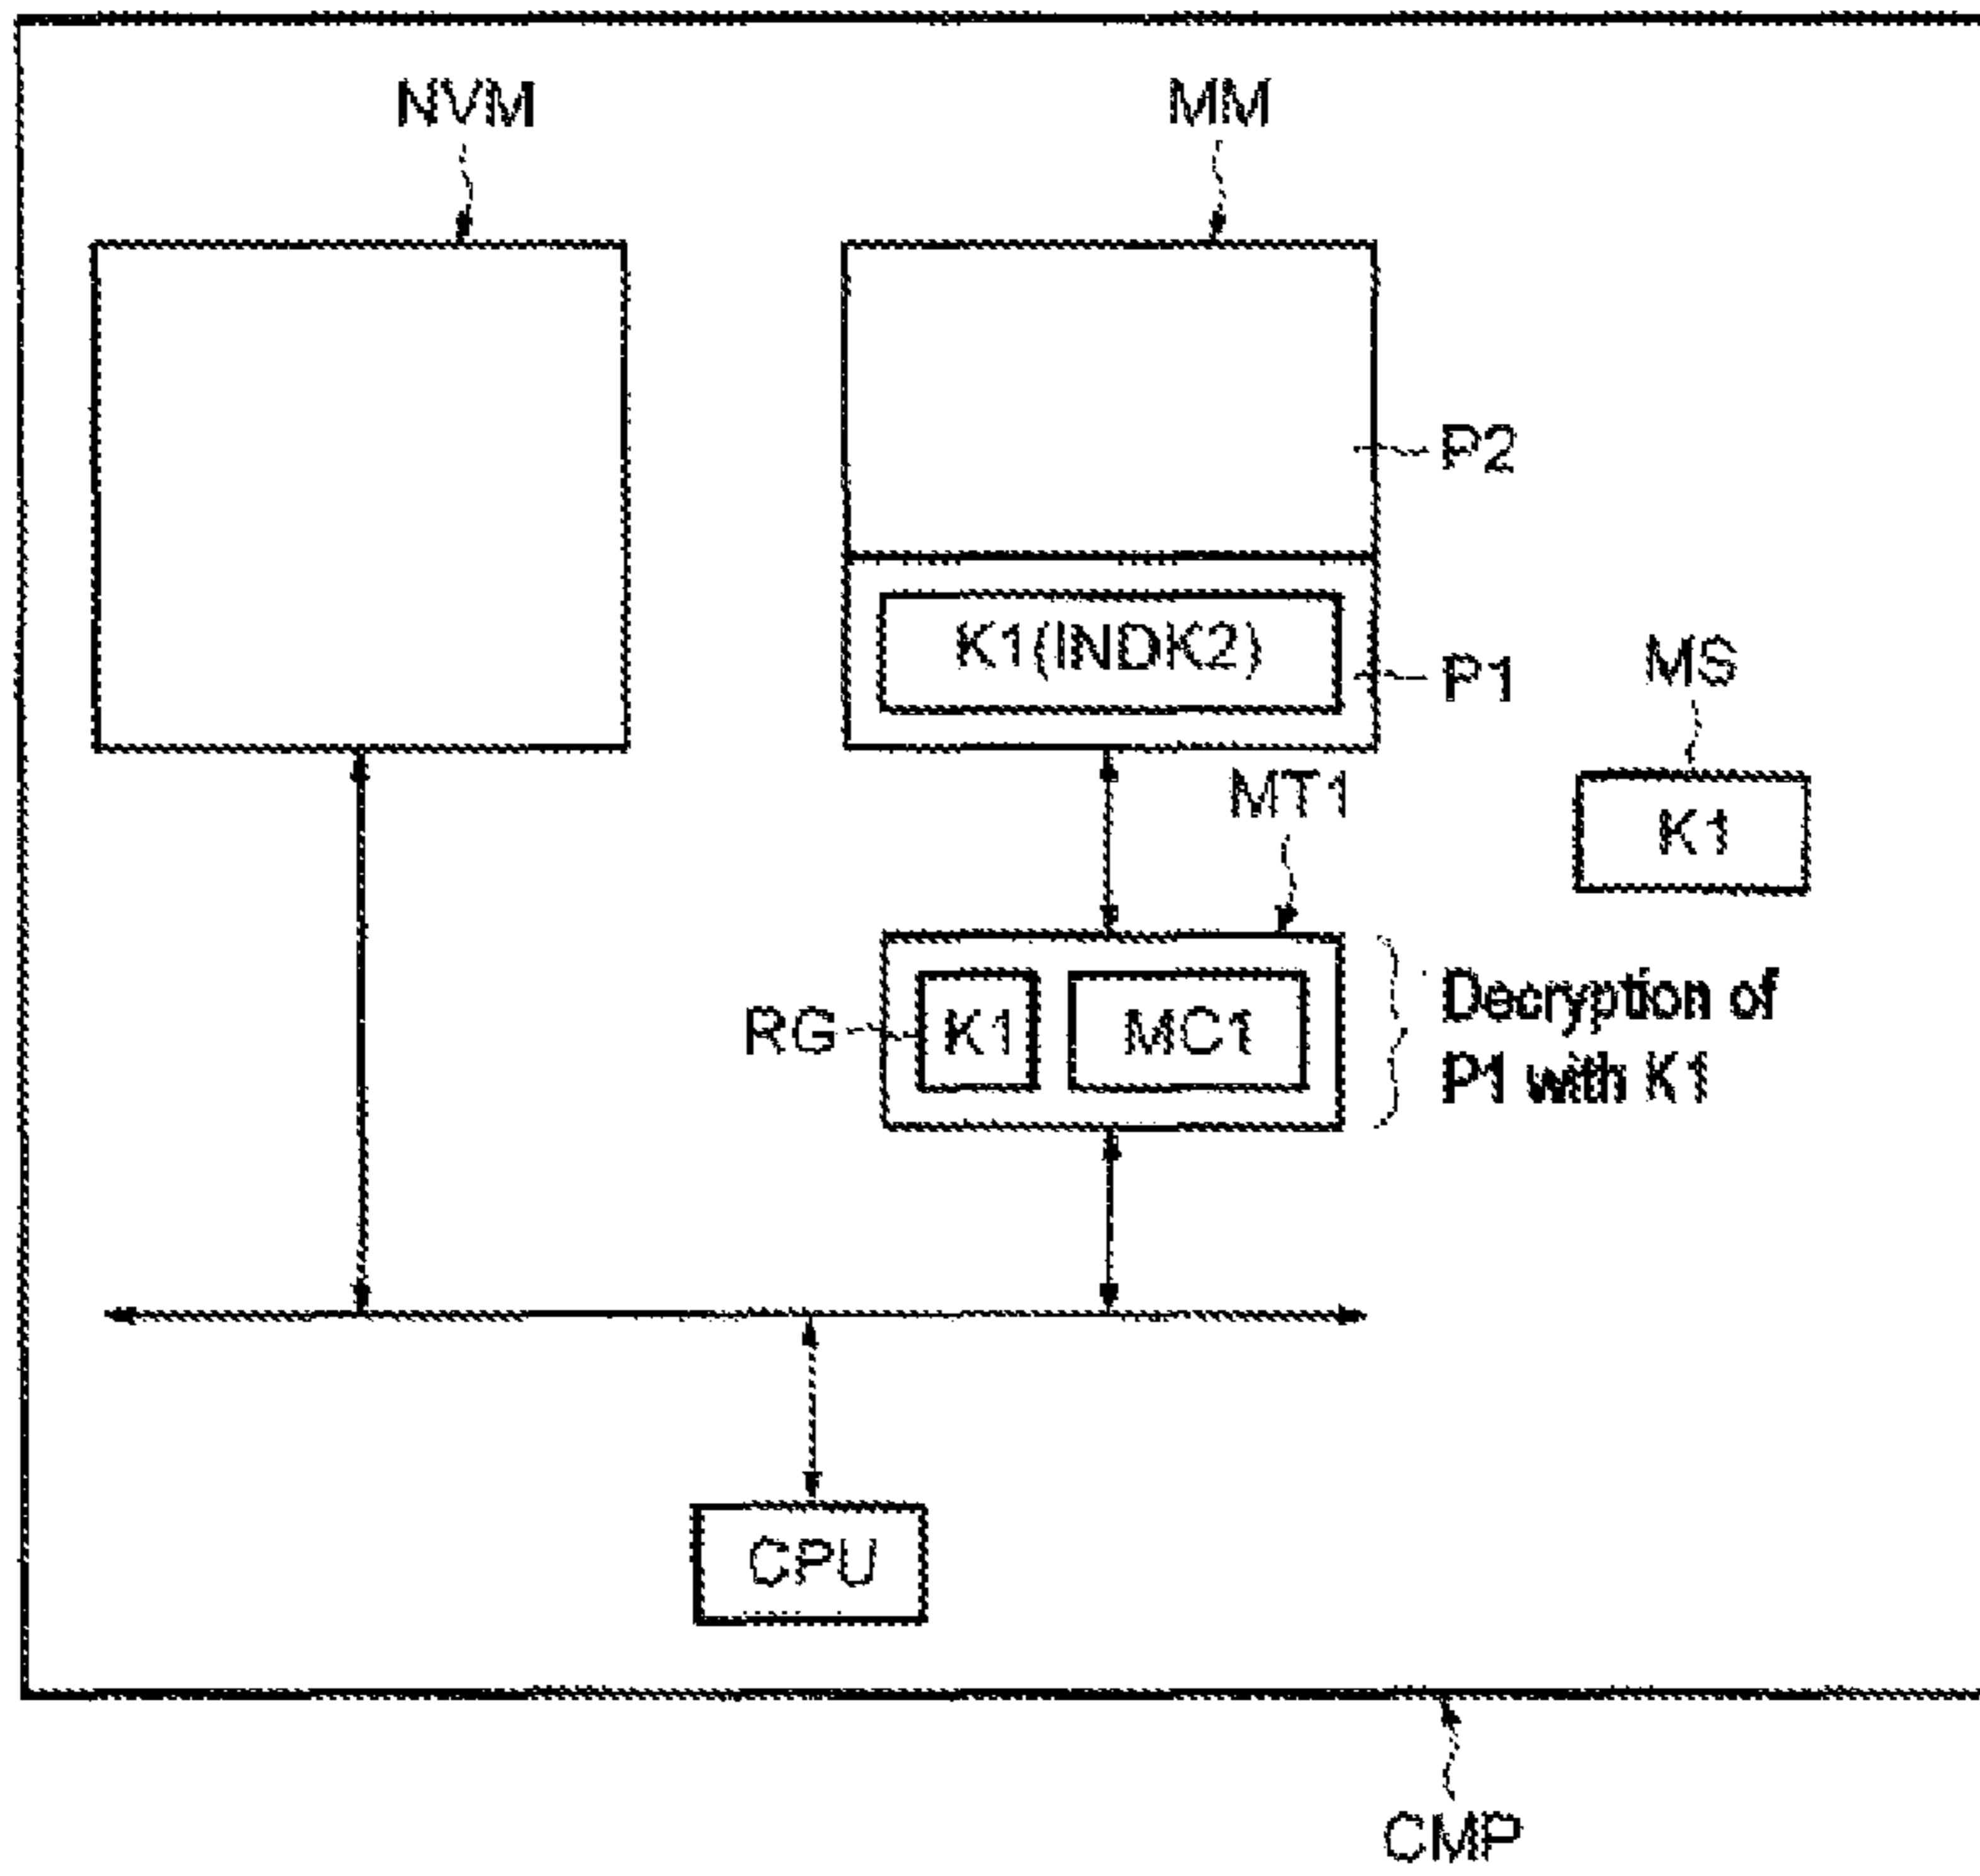 NVM
MM
P2
K1(INDK2)
P1
MS
MT1
K1
RG
K1
MC1
Decryption of
P1 with K1
CPU
CMP